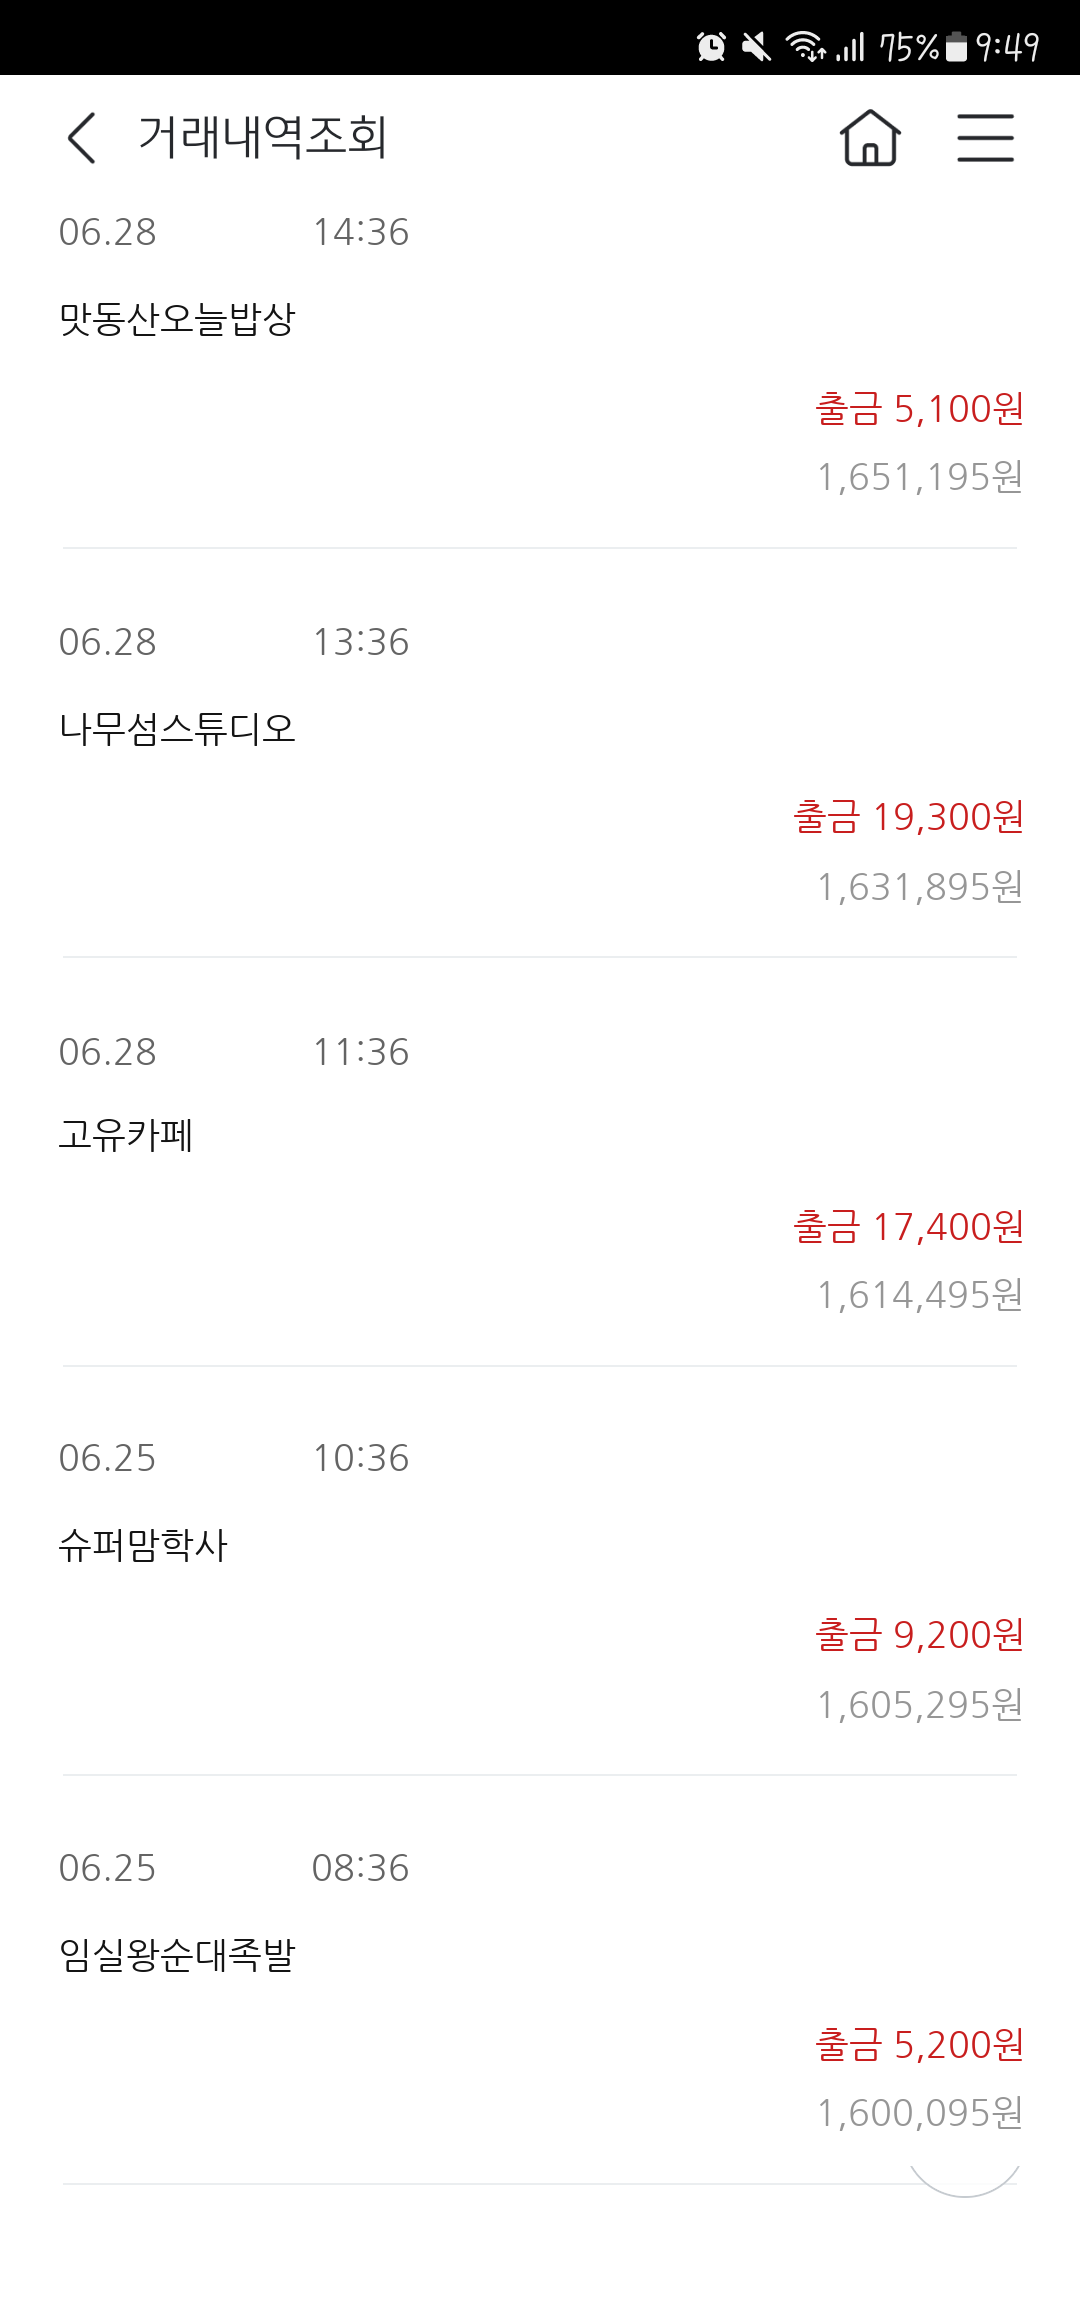 75% 9:49
거래내역조회
06.28 14:36
맛동산오늘밥상
출금 5,100원
1,651,195원
06.28 13:36
나무섬스튜디오
출금 19,300원
1,631,895원
06.28 11:36
고유카페
출금 17,400원
1,614,495원
06.25 10:36
슈퍼맘학사
출금 9,200원
1,605,295원
06.25 08:36
임실왕순대족발
출금 5,200원
1,600,095원